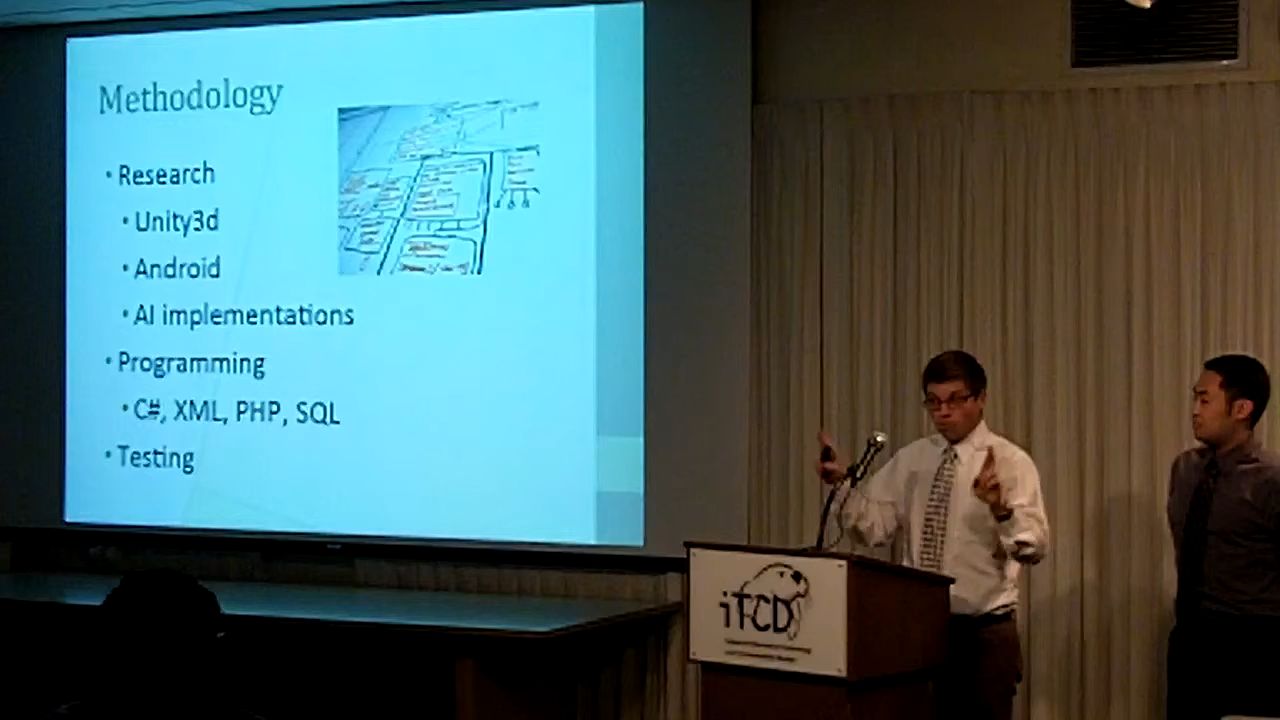 Methodology
• Research
• Unity3d
• Android
• AI implementations
• Programming
• C#, XML, PHP, SQL
• Testing
iTCD